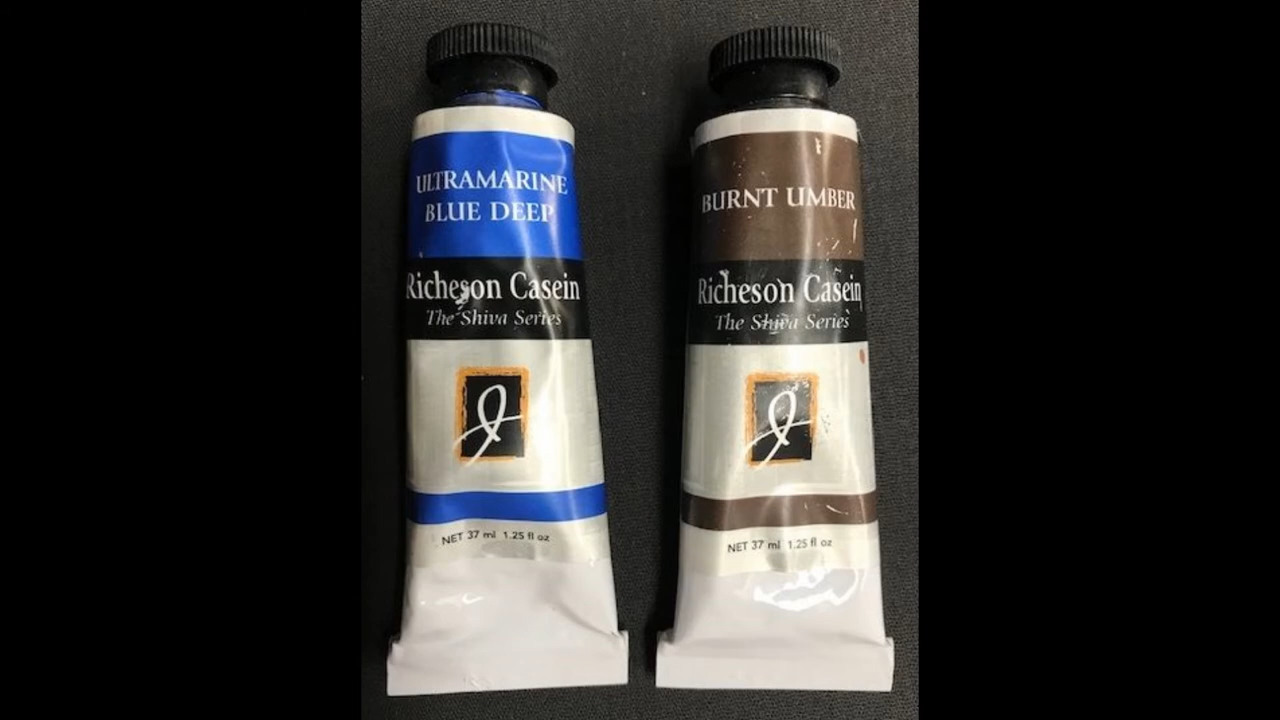 ULTRAMARINE
BLUE DEEP
Richeson Casein
The Shiva Series
NET 37 ml 1.25 fl oz
BURNT UMBER
Richeson Casein
The Shiva Series
NET 37 ml 1.25 fl oz